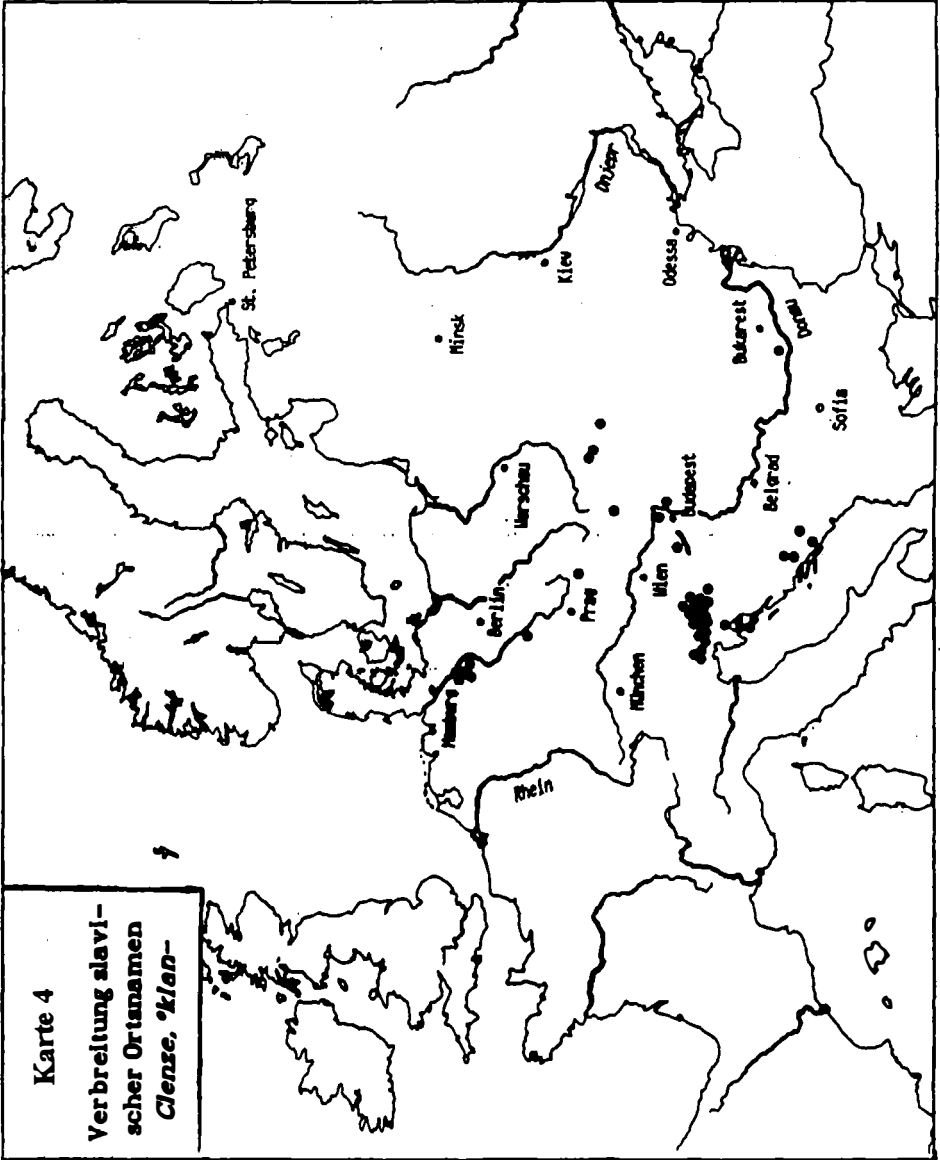 Karte 4
Verbreitung slavi-
scher Ortsnamen
Clenze, *klan-
St. Petersburg
Minsk
Kiev
Dnjepr
Odessa
Hamburg
Berlin
Warschau
Rhein
Prag
München
Wien
Budapest
Belgrad
Bukarest
Donau
Sofia